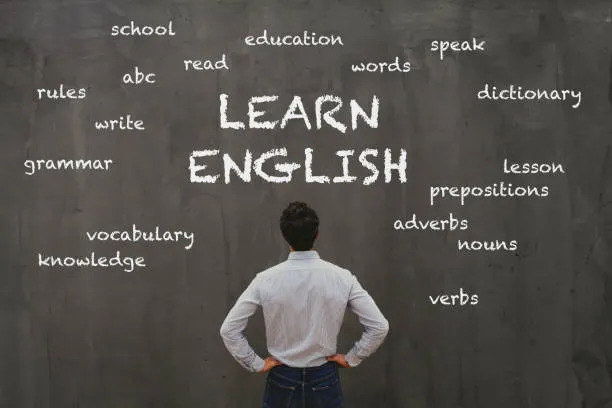 school
education
speak
read
words
abc
rules
dictionary
write
LEARN
ENGLISH
grammar
lesson
prepositions
adverbs
vocabulary
nouns
knowledge
verbs